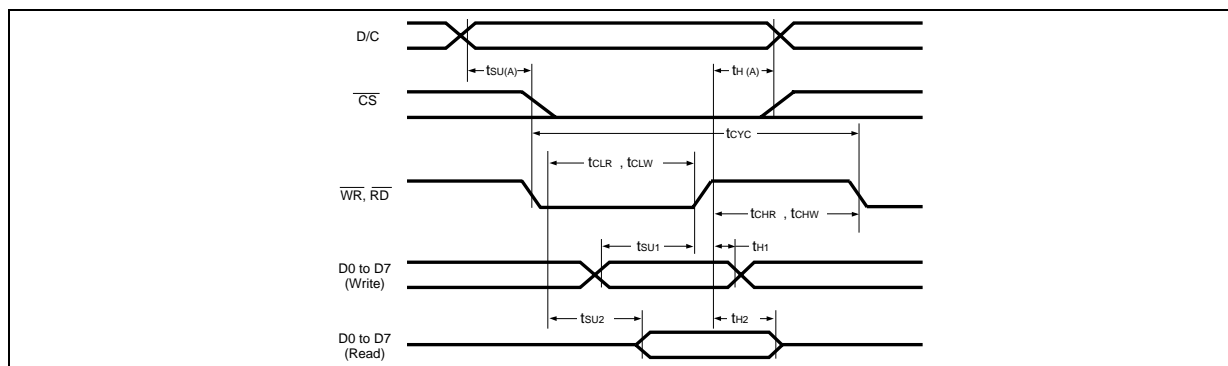 D/C
tSU(A)
tH (A)
CS
tCYC
tCLR , tCLW
WR, RD
tCHR , tCHW
tSU1
tH1
D0 to D7
(Write)
tSU2
tH2
D0 to D7
(Read)